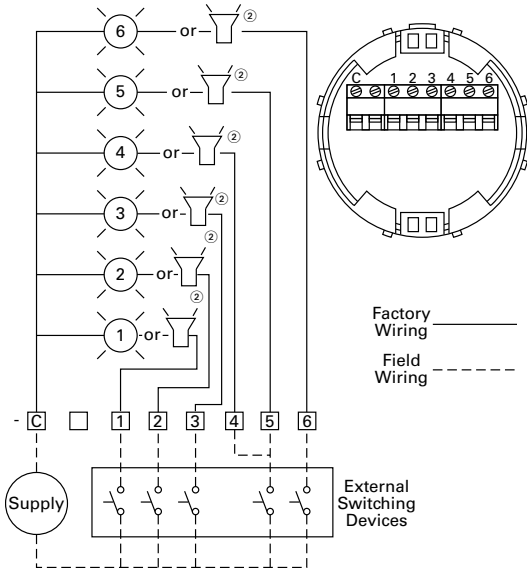 6 or ②
5 or ②
4 or ②
3 or ②
2 or ②
1 or ②
C 1 2 3 4 5 6
Factory
Wiring
Field
Wiring
- C 1 2 3 4 5 6
Supply
External
Switching
Devices